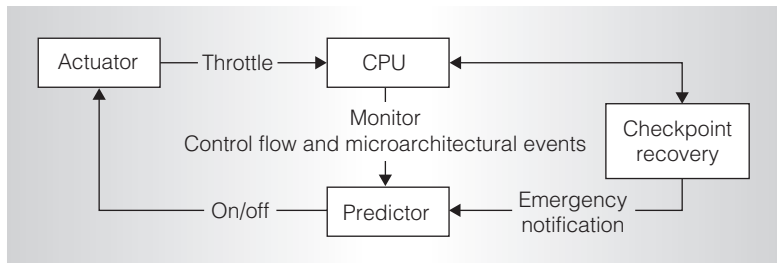 Actuator
Throttle
CPU
Monitor
Control flow and microarchitectural events
Checkpoint
recovery
On/off
Predictor
Emergency
notification